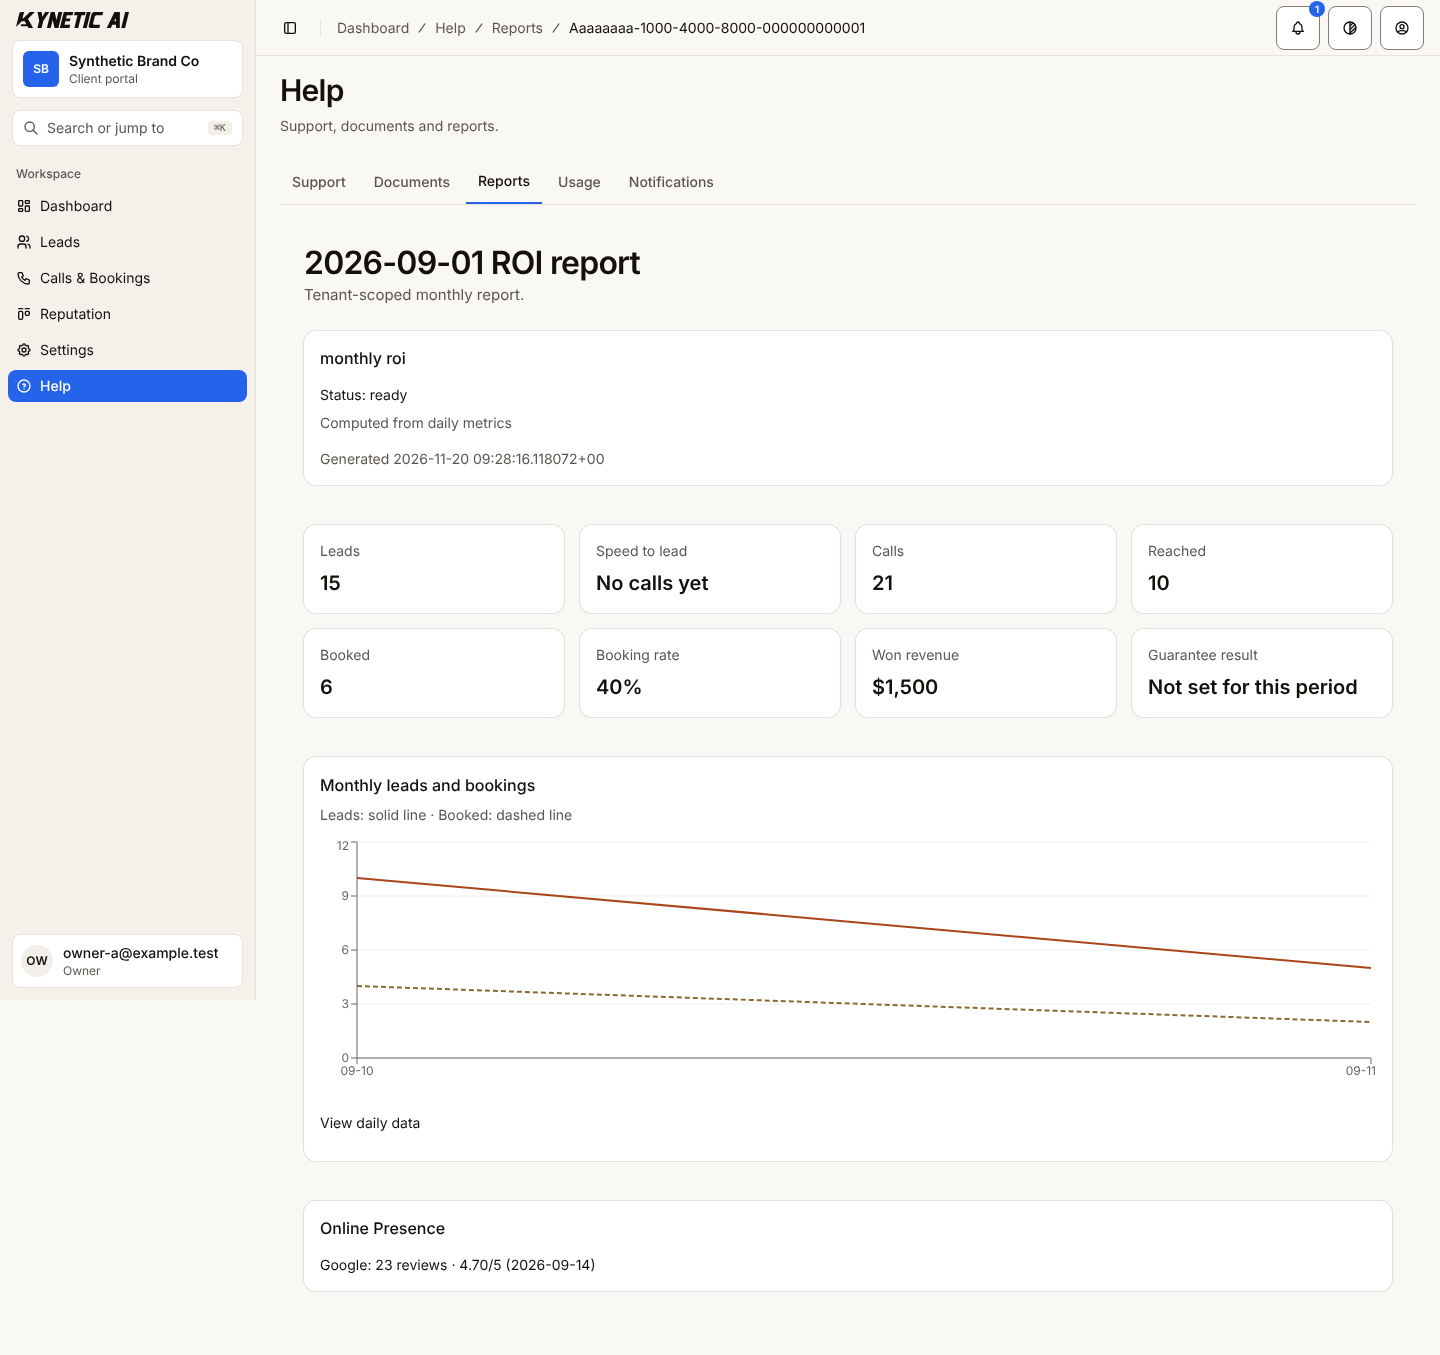 KYNETIC AI
SB
Synthetic Brand Co
Client portal
Search or jump to
⌘K
Workspace
Dashboard
Leads
Calls & Bookings
Reputation
Settings
Help
OW
owner-a@example.test
Owner
Dashboard / Help / Reports / Aaaaaaaa-1000-4000-8000-000000000001
1
Help
Support, documents and reports.
Support Documents Reports Usage Notifications
2026-09-01 ROI report
Tenant-scoped monthly report.
monthly roi
Status: ready
Computed from daily metrics
Generated 2026-11-20 09:28:16.118072+00
Leads
15
Speed to lead
No calls yet
Calls
21
Reached
10
Booked
6
Booking rate
40%
Won revenue
$1,500
Guarantee result
Not set for this period
Monthly leads and bookings
Leads: solid line · Booked: dashed line
12
9
6
3
0
09-10
09-11
View daily data
Online Presence
Google: 23 reviews · 4.70/5 (2026-09-14)